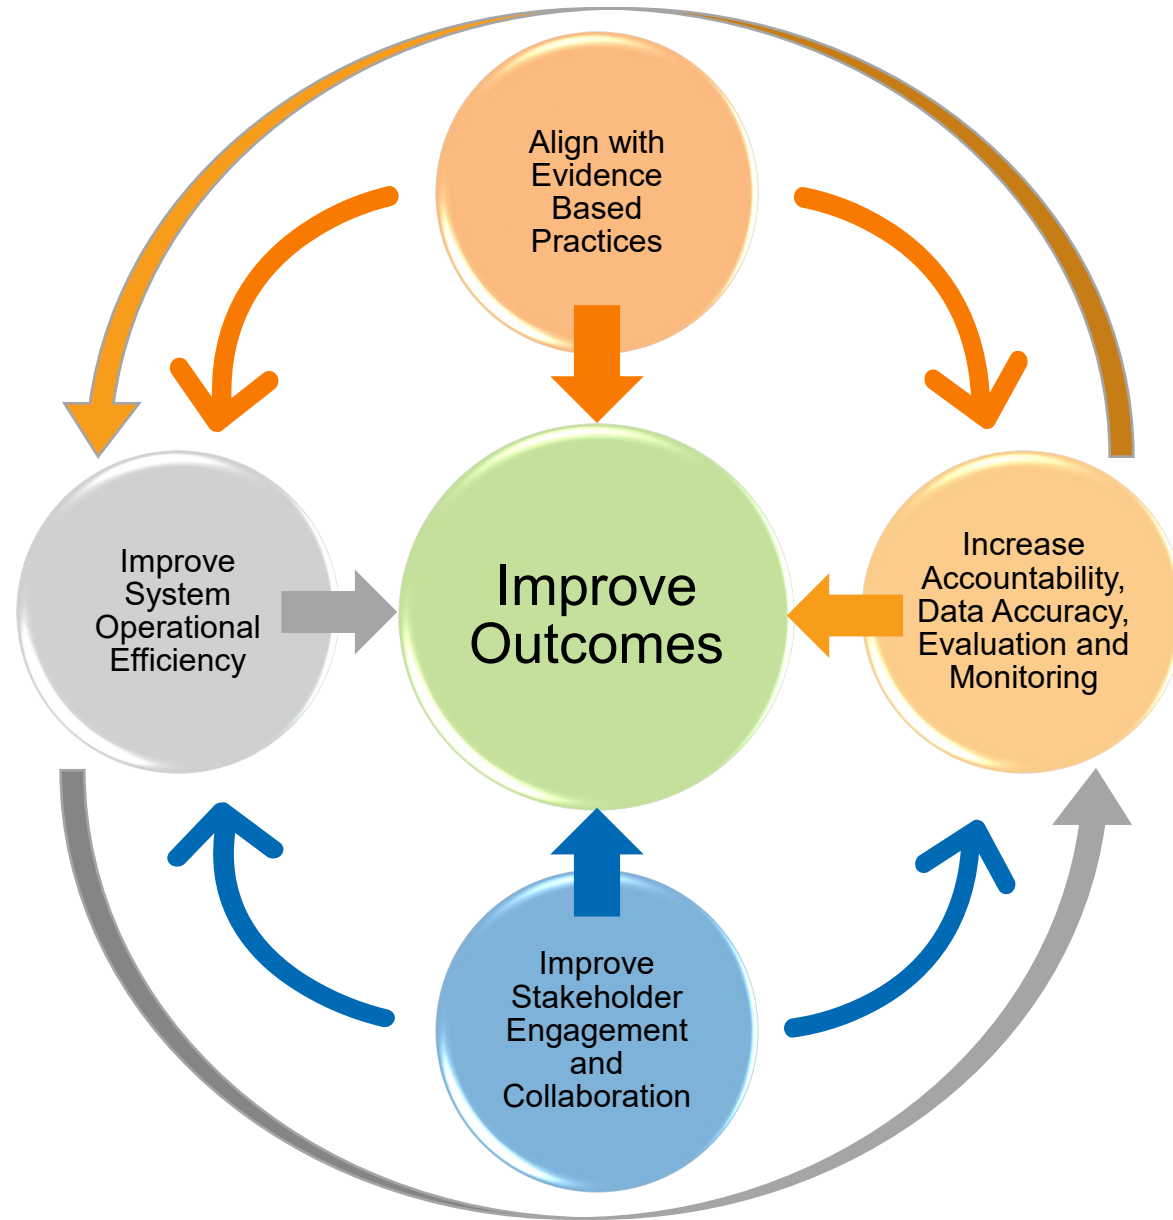 Align with
Evidence
Based
Practices
Improve
System
Operational
Efficiency
Improve
Outcomes
Increase
Accountability,
Data Accuracy,
Evaluation and
Monitoring
Improve
Stakeholder
Engagement
and
Collaboration